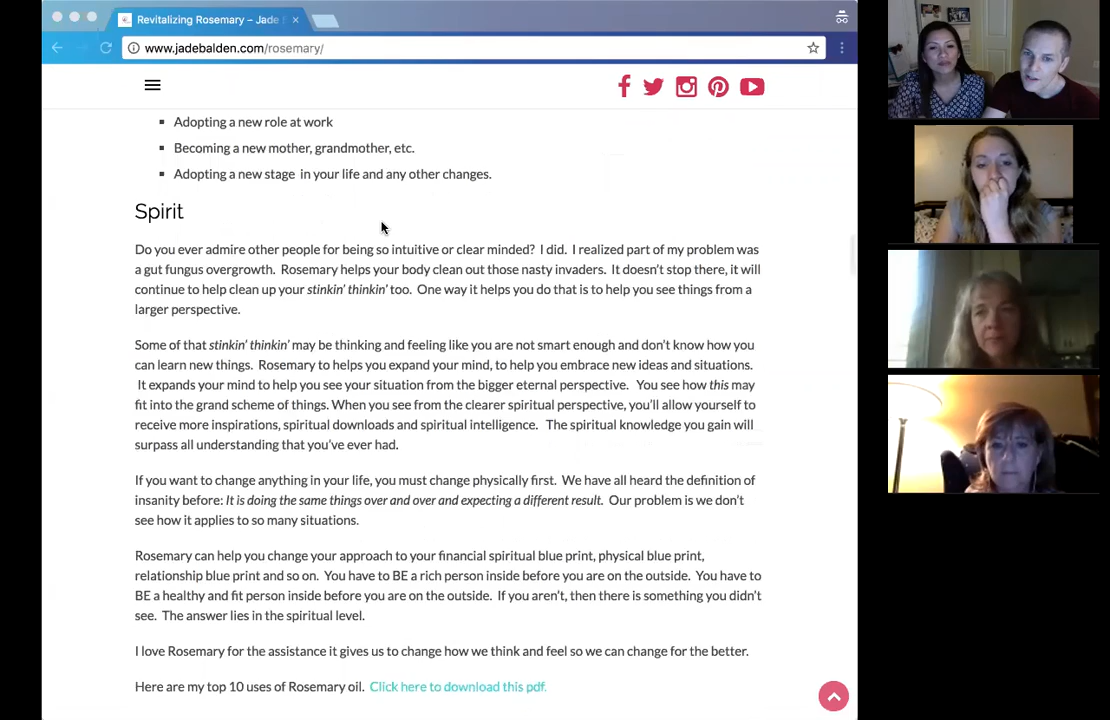 Revitalizing Rosemary – Jade
www.jadebalden.com/rosemary/
Adopting a new role at work
Becoming a new mother, grandmother, etc.
Adopting a new stage in your life and any other changes.
Spirit
Do you ever admire other people for being so intuitive or clear minded? I did. I realized part of my problem was
a gut fungus overgrowth. Rosemary helps your body clean out those nasty invaders. It doesn't stop there, it will
continue to help clean up your stinkin' thinkin' too. One way it helps you do that is to help you see things from a
larger perspective.
Some of that stinkin' thinkin' may be thinking and feeling like you are not smart enough and don't know how you
can learn new things. Rosemary to helps you expand your mind, to help you embrace new ideas and situations.
It expands your mind to help you see your situation from the bigger eternal perspective. You see how this may
fit into the grand scheme of things. When you see from the clearer spiritual perspective, you'll allow yourself to
receive more inspirations, spiritual downloads and spiritual intelligence. The spiritual knowledge you gain will
surpass all understanding that you've ever had.
If you want to change anything in your life, you must change physically first. We have all heard the definition of
insanity before: It is doing the same things over and over and expecting a different result. Our problem is we don't
see how it applies to so many situations.
Rosemary can help you change your approach to your financial spiritual blue print, physical blue print,
relationship blue print and so on. You have to BE a rich person inside before you are on the outside. You have to
BE a healthy and fit person inside before you are on the outside. If you aren't, then there is something you didn't
see. The answer lies in the spiritual level.
I love Rosemary for the assistance it gives us to change how we think and feel so we can change for the better.
Here are my top 10 uses of Rosemary oil. Click here to download this pdf.